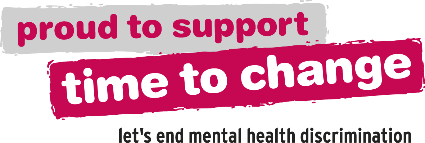 proud to support
time to change
let's end mental health discrimination